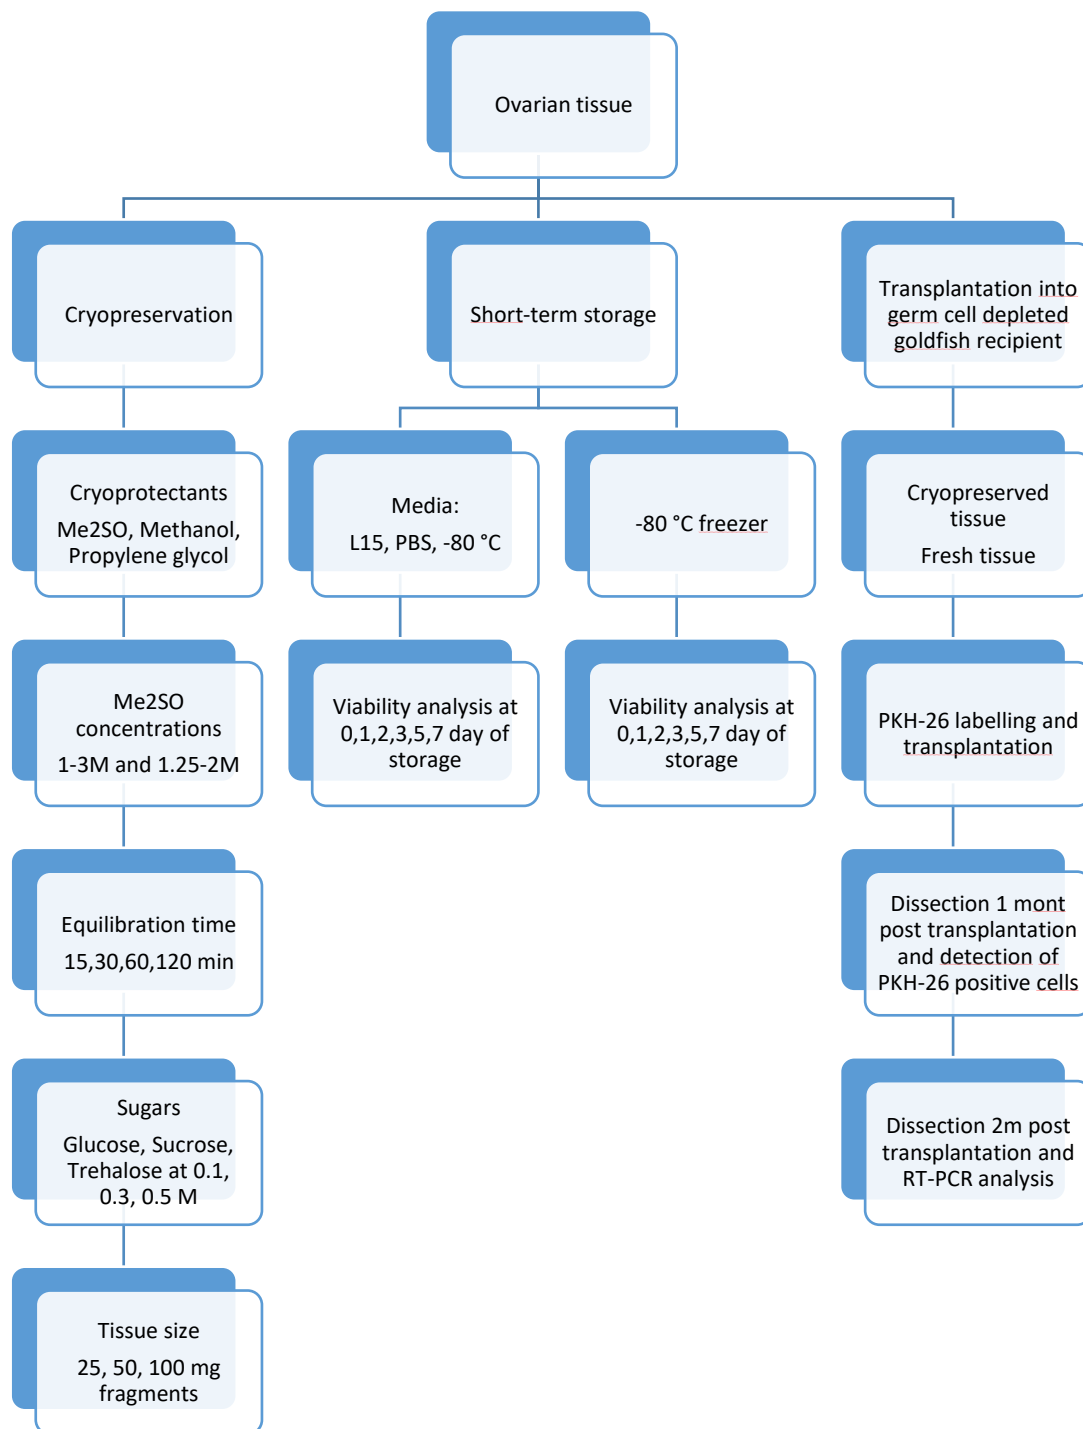 Ovarian tissue
Cryopreservation
Short-term storage
Transplantation into
germ cell depleted
goldfish recipient
Cryoprotectants
Me2SO, Methanol,
Propylene glycol
Media:
L15, PBS, -80 °C
-80 °C freezer
Cryopreserved
tissue
Fresh tissue
Me2SO
concentrations
1-3M and 1.25-2M
Viability analysis at
0,1,2,3,5,7 day of
storage
Viability analysis at
0,1,2,3,5,7 day of
storage
PKH-26 labelling and
transplantation
Equilibration time
15,30,60,120 min
Dissection 1 mont
post transplantation
and detection of
PKH-26 positive cells
Sugars
Glucose, Sucrose,
Trehalose at 0.1,
0.3, 0.5 M
Dissection 2m post
transplantation and
RT-PCR analysis
Tissue size
25, 50, 100 mg
fragments